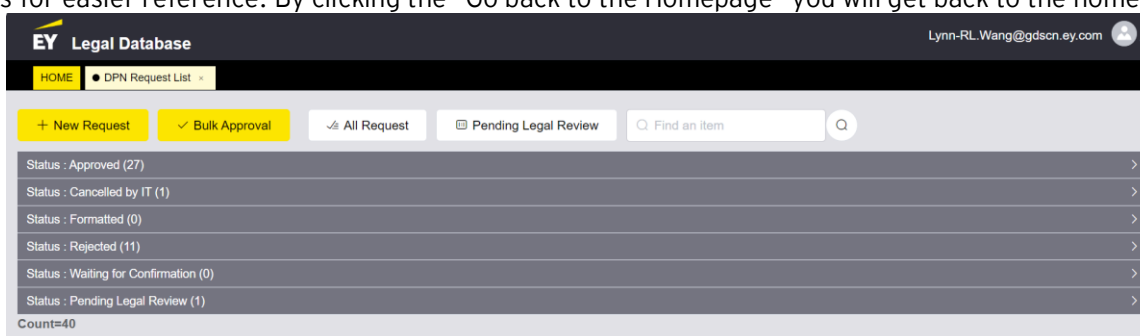 s for easier reference. By clicking the "Go back to the Homepage" you will get back to the home
EY Legal Database
Lynn-RL.Wang@gdscn.ey.com
HOME ● DPN Request List ×
+ New Request ✓ Bulk Approval All Request Pending Legal Review Find an item
Status : Approved (27)
Status : Cancelled by IT (1)
Status : Formatted (0)
Status : Rejected (11)
Status : Waiting for Confirmation (0)
Status : Pending Legal Review (1)
Count=40